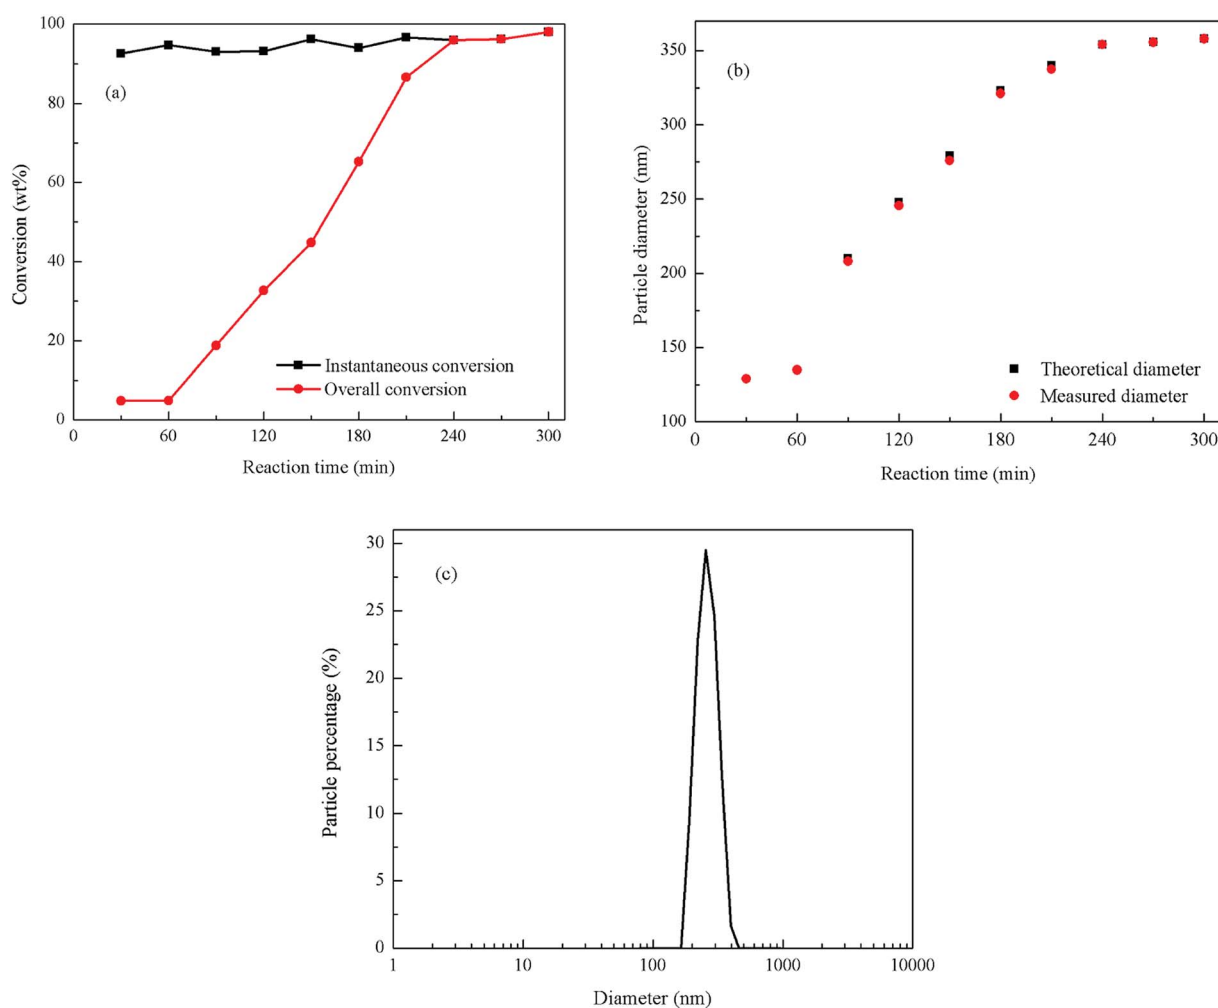 100
80
60
40
20
0
Conversion (wt%)
(a)
Instantaneous conversion
Overall conversion
0 60 120 180 240 300
Reaction time (min)
350
300
250
200
150
100
Particle diameter (nm)
(b)
Theoretical diameter
Measured diameter
0 60 120 180 240 300
Reaction time (min)
30
25
20
15
10
5
0
Particle percentage (%)
(c)
1 10 100 1000 10000
Diameter (nm)